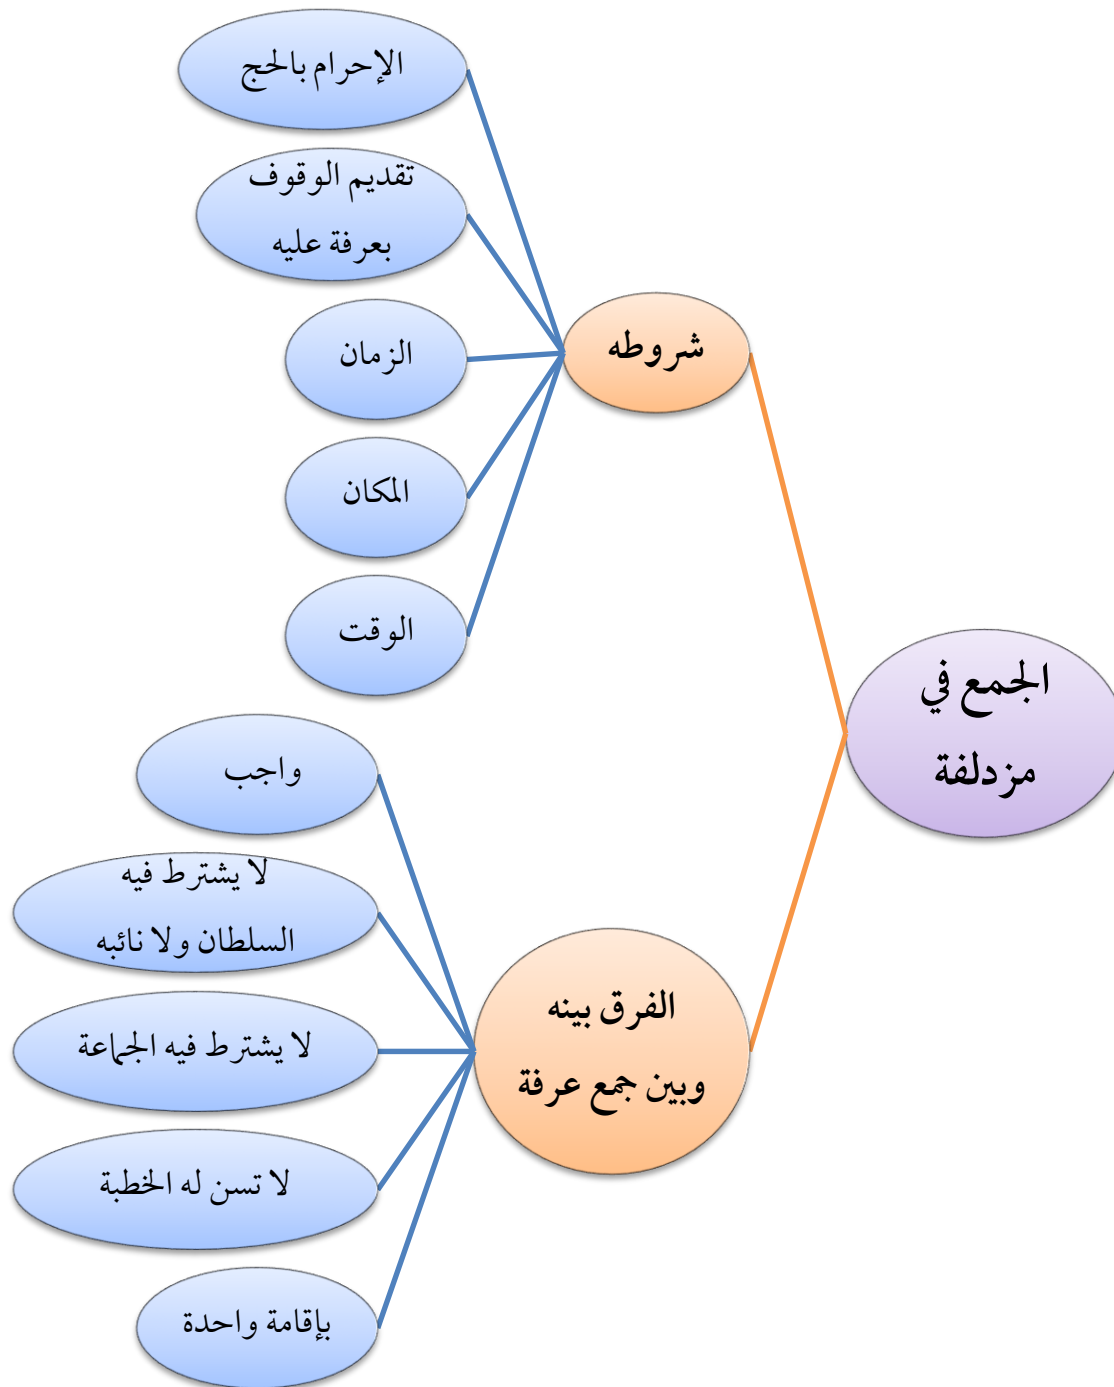 الجمع في
مزدلفة
شروطه
الإحرام بالحج
تقديم الوقوف
بعرفة عليه
الزمان
المكان
الوقت
الفرق بينه
وبين جمع عرفة
واجب
لا يشترط فيه
السلطان ولا نائبه
لا يشترط فيه الجماعة
لا تسن له الخطبة
بإقامة واحدة